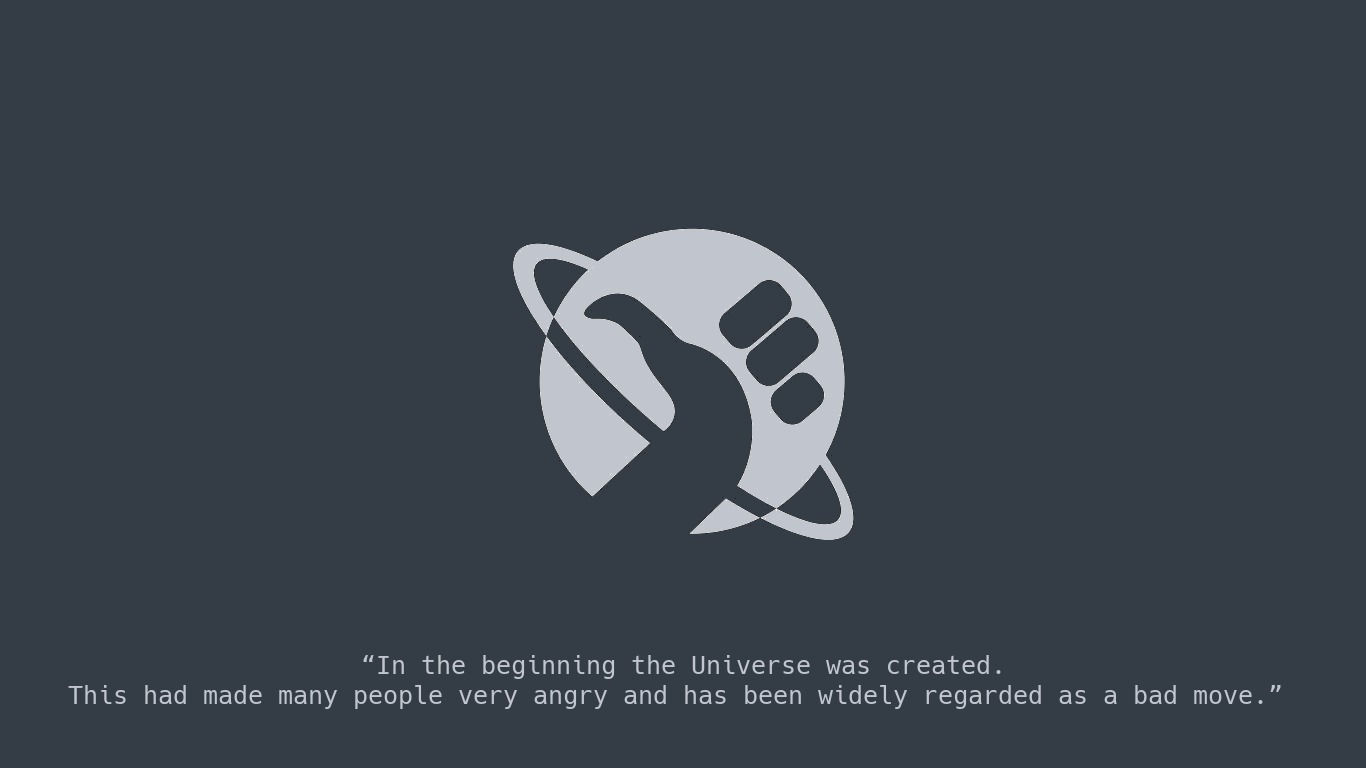 “In the beginning the Universe was created.
This had made many people very angry and has been widely regarded as a bad move.”